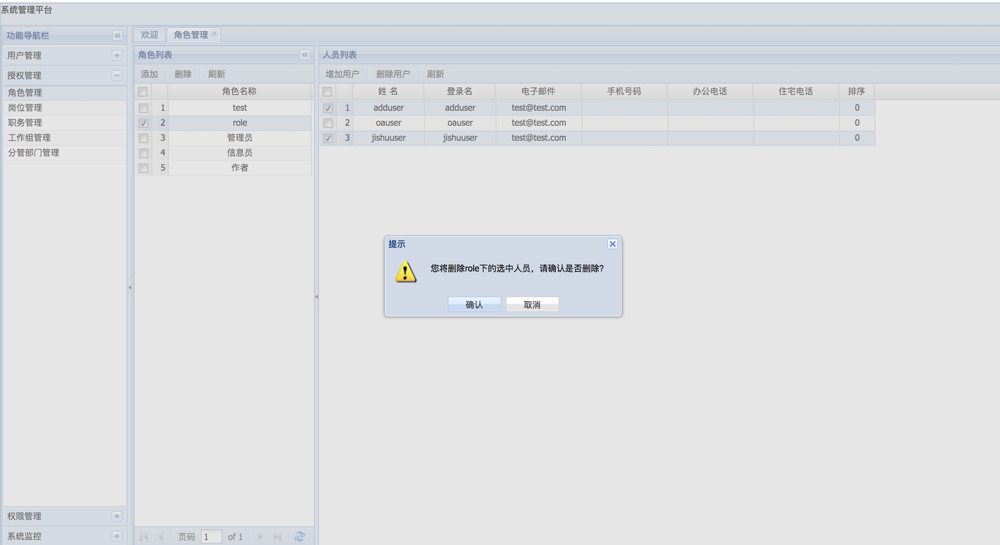 系统管理平台
功能导航栏
用户管理
授权管理
角色管理
岗位管理
职务管理
工作组管理
分管部门管理
权限管理
系统监控
欢迎 角色管理
角色列表
添加 删除 刷新
角色名称
1 test
2 role
3 管理员
4 信息员
5 作者
页码 1 of 1
人员列表
增加用户 删除用户 刷新
姓 名 登录名 电子邮件 手机号码 办公电话 住宅电话 排序
1 adduser adduser test@test.com 0
2 oauser oauser test@test.com 0
3 jishuuser jishuuser test@test.com 0
提示
您将删除role下的选中人员，请确认是否删除?
确认 取消